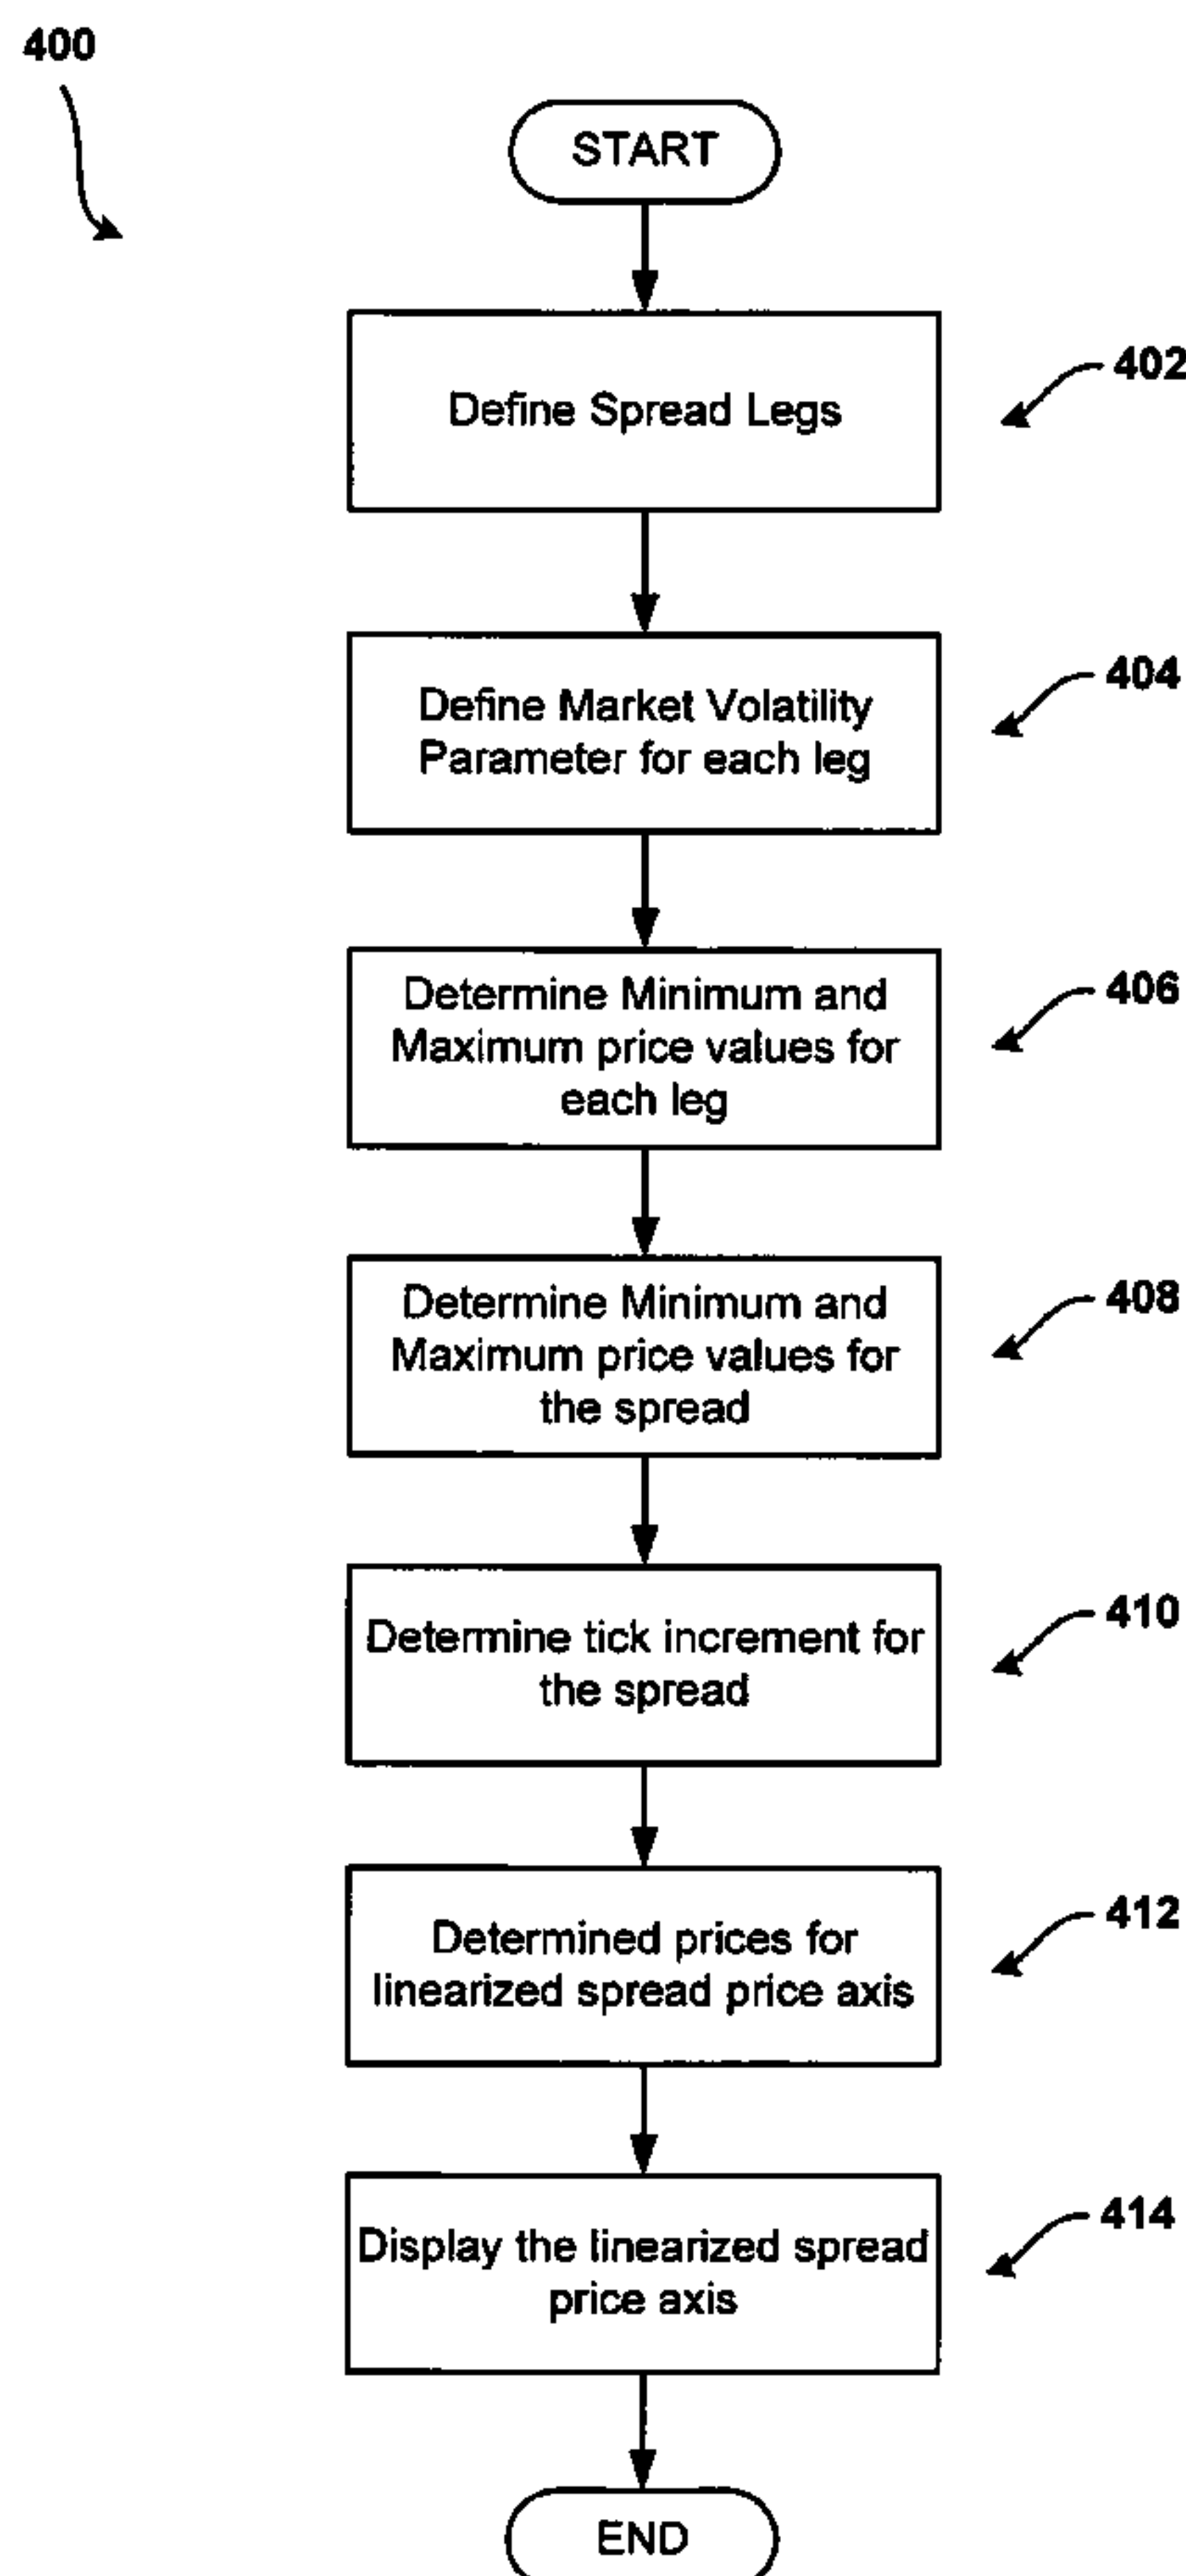 400
START
Define Spread Legs
402
Define Market Volatility
Parameter for each leg
404
Determine Minimum and
Maximum price values for
each leg
406
Determine Minimum and
Maximum price values for
the spread
408
Determine tick increment for
the spread
410
Determined prices for
linearized spread price axis
412
Display the linearized spread
price axis
414
END